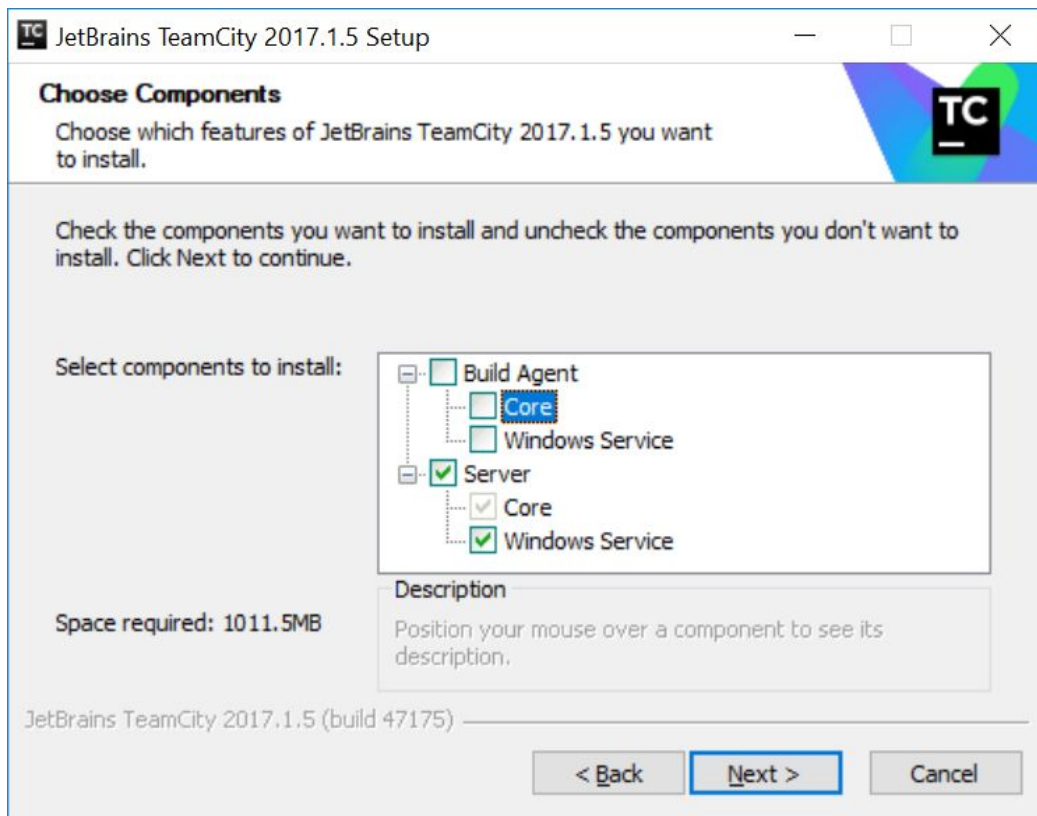 JetBrains TeamCity 2017.1.5 Setup
Choose Components
Choose which features of JetBrains TeamCity 2017.1.5 you want
to install.
TC
Check the components you want to install and uncheck the components you don't want to
install. Click Next to continue.
Select components to install:
Build Agent
Core
Windows Service
Server
Core
Windows Service
Space required: 1011.5MB
Description
Position your mouse over a component to see its
description.
JetBrains TeamCity 2017.1.5 (build 47175)
< Back
Next >
Cancel